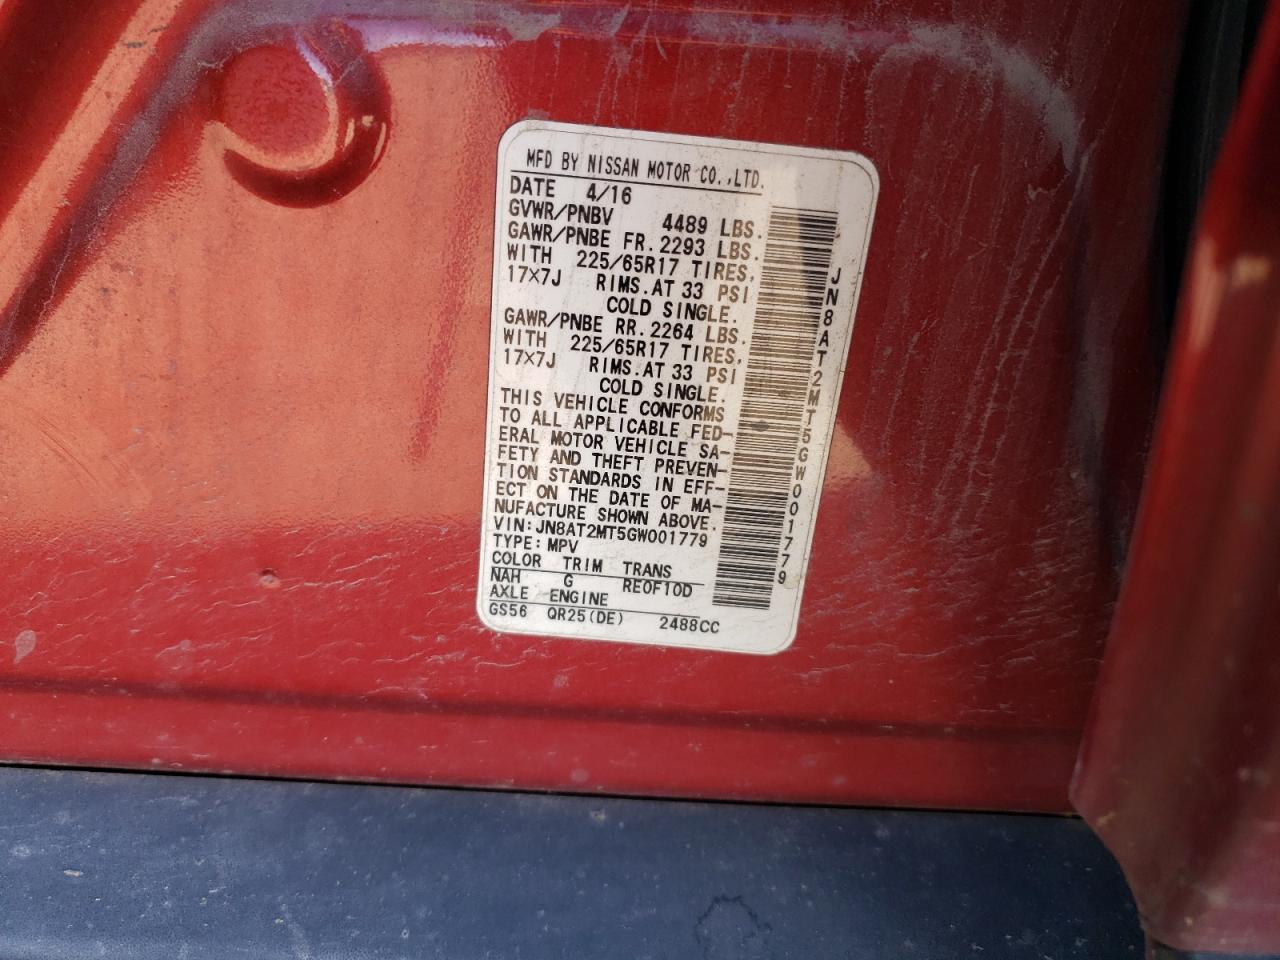 MFD BY NISSAN MOTOR CO.,LTD.
DATE 4/16
GVWR/PNBV 4489 LBS.
GAWR/PNBE FR. 2293 LBS.
WITH 225/65R17 TIRES,
17X7J RIMS.AT 33 PSI
COLD SINGLE.
GAWR/PNBE RR. 2264 LBS.
WITH 225/65R17 TIRES,
17X7J RIMS.AT 33 PSI
COLD SINGLE.
THIS VEHICLE CONFORMS
TO ALL APPLICABLE FED-
ERAL MOTOR VEHICLE SA-
FETY AND THEFT PREVEN-
TION STANDARDS IN EFF-
ECT ON THE DATE OF MA-
NUFACTURE SHOWN ABOVE.
VIN:JN8AT2MT5GW001779
TYPE:MPV
COLOR TRIM TRANS
NAH G RE0F10D
AXLE ENGINE
GS56 QR25(DE) 2488CC
JN8AT2MT5GW001779